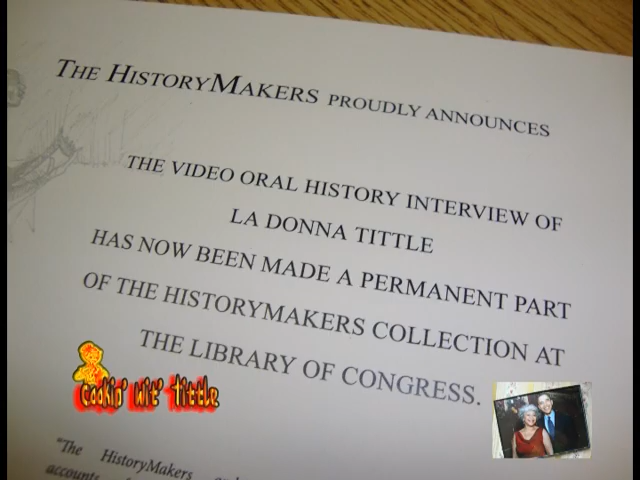 THE HISTORYMAKERS PROUDLY ANNOUNCES
THE VIDEO ORAL HISTORY INTERVIEW OF
LA DONNA TITTLE
HAS NOW BEEN MADE A PERMANENT PART
OF THE HISTORYMAKERS COLLECTION AT
THE LIBRARY OF CONGRESS.
Cookin' Wit' Tittle
"The HistoryMakers
accounts